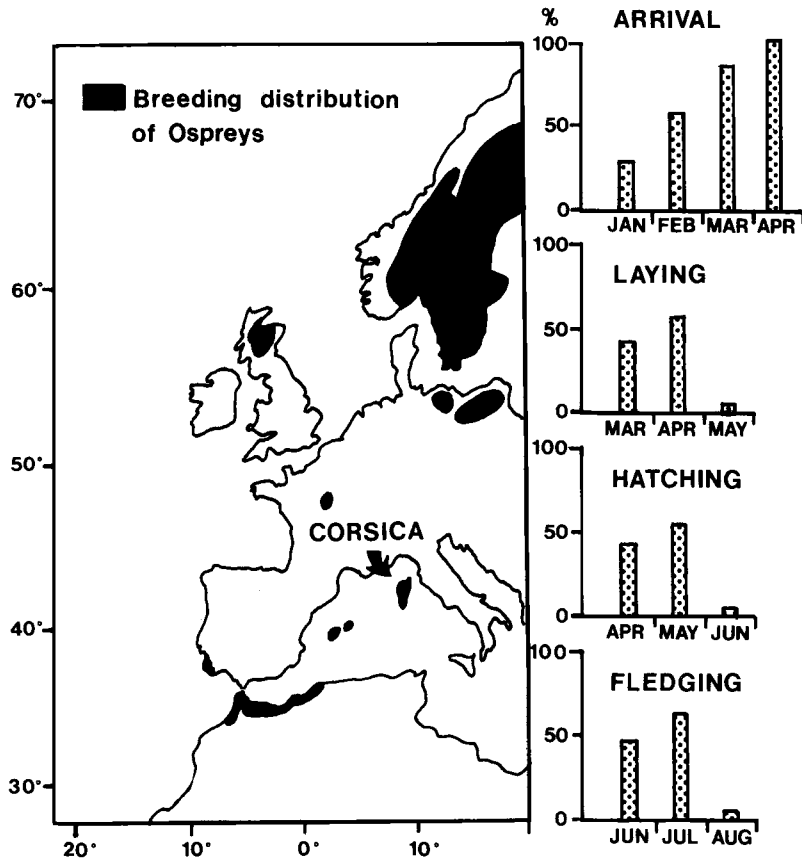 Breeding distribution
of Ospreys
70°
60°
50°
40°
30°
20°
10°
0°
10°
CORSICA
%
ARRIVAL
100
50
0
JAN FEB MAR APR
LAYING
100
50
0
MAR APR MAY
HATCHING
100
50
0
APR MAY JUN
FLEDGING
100
50
0
JUN JUL AUG